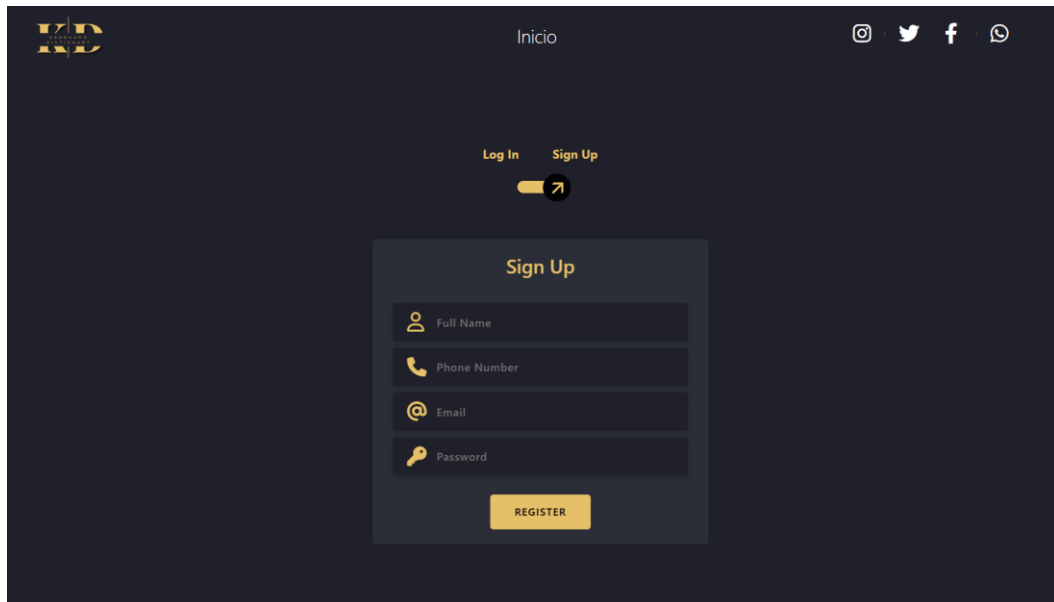 KD
Inicio
Log In Sign Up
Sign Up
Full Name
Phone Number
Email
Password
REGISTER